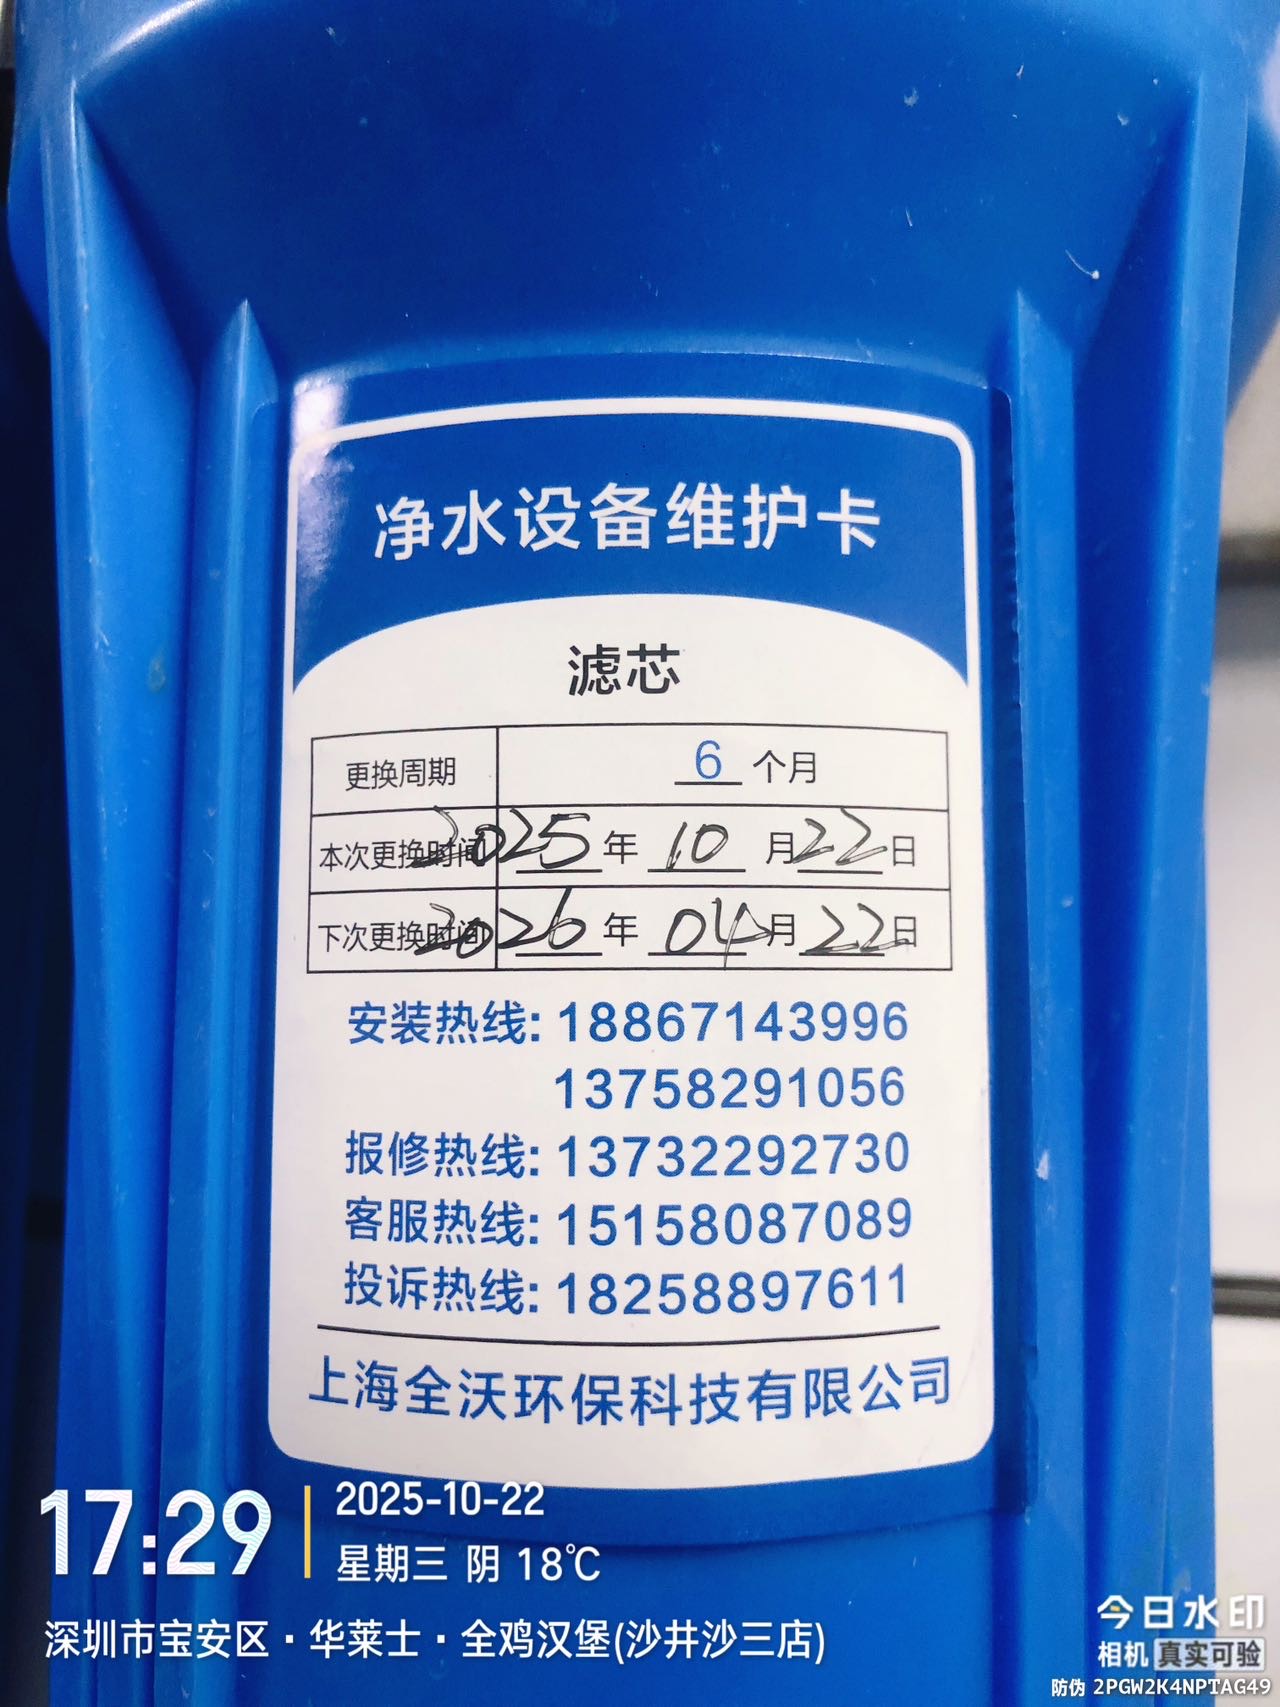 净水设备维护卡
滤芯
更换周期 6 个月
本次更换时间 2025 年 10 月 22 日
下次更换时间 2026 年 04 月 22 日
安装热线: 18867143996
13758291056
报修热线: 13732292730
客服热线: 15158087089
投诉热线: 18258897611
上海全沃环保科技有限公司
17:29
2025-10-22
星期三 阴 18℃
深圳市宝安区·华莱士·全鸡汉堡(沙井沙三店)
今日水印
相机 真实可验
防伪 2PGW2K4NPTAG49